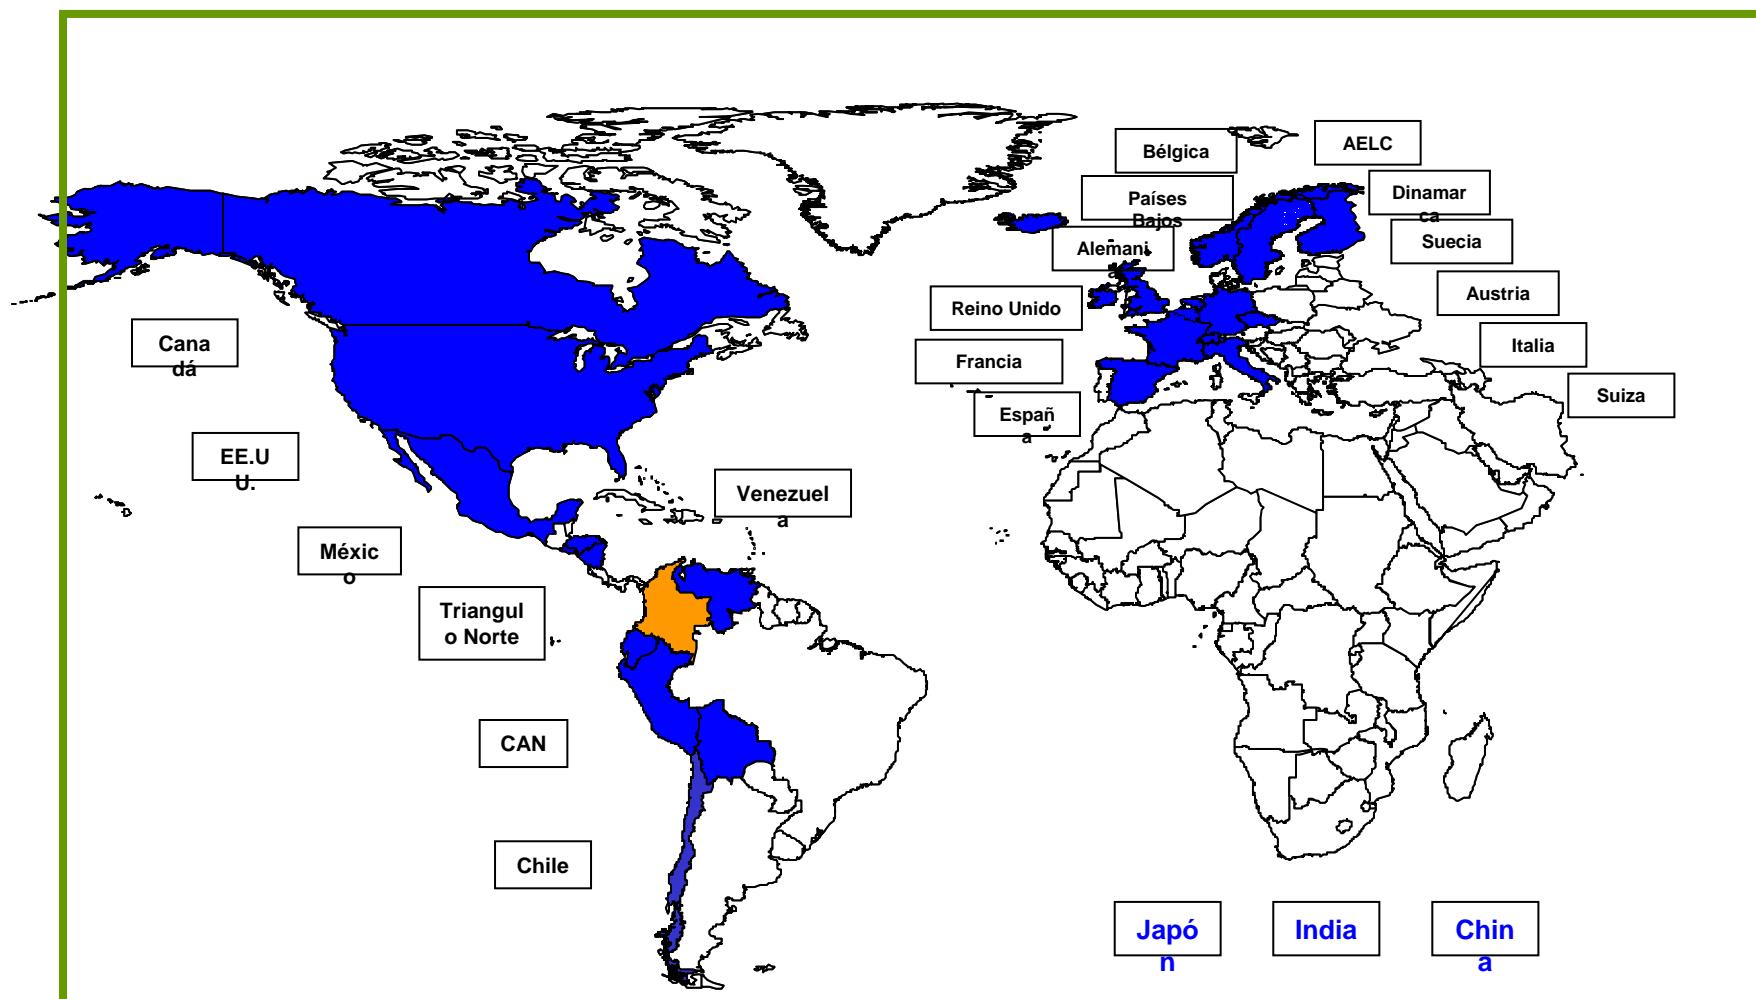 Bélgica
AELC
Países
Bajos
Dinamar
ca
Alemani
a
Suecia
Reino Unido
Austria
Cana
dá
Francia
Italia
Españ
a
Suiza
EE.U
U.
Venezuel
a
Méxic
o
Triangul
o Norte
CAN
Chile
Japó
n
India
Chin
a